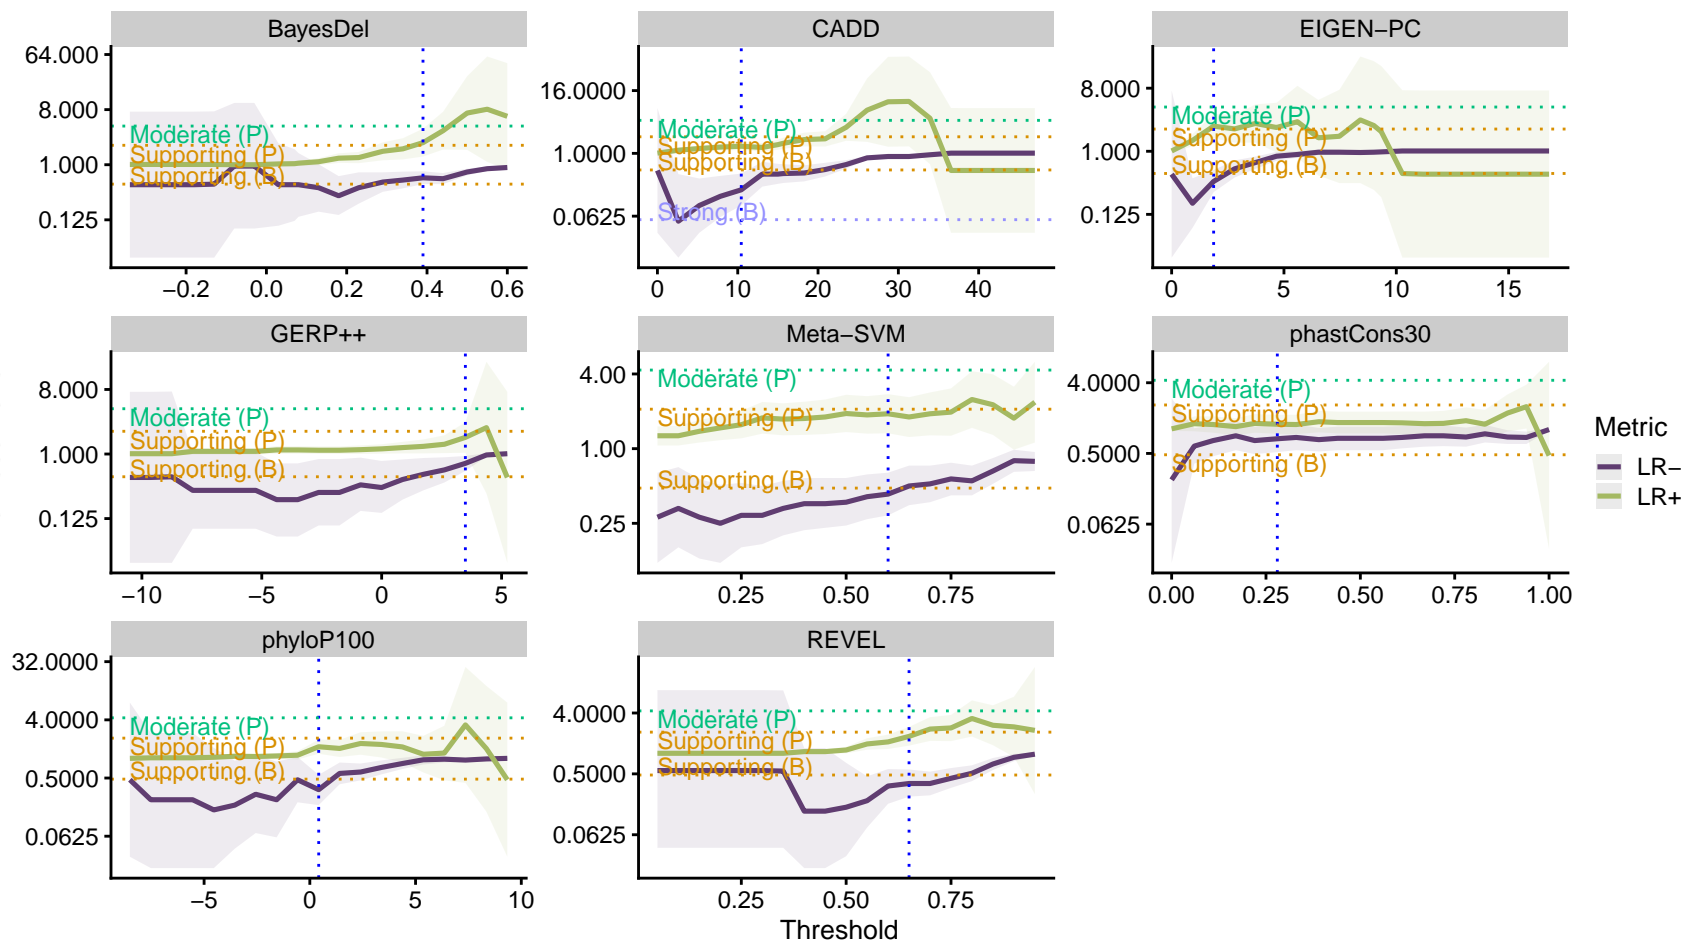 BayesDel
64.000
8.000
1.000
0.125
Moderate (P)
Supporting (P)
Supporting (B)
−0.2 0.0 0.2 0.4 0.6
CADD
16.0000
1.0000
0.0625
Moderate (P)
Supporting (P)
Supporting (B)
Strong (B)
0 10 20 30 40
EIGEN−PC
8.000
1.000
0.125
Moderate (P)
Supporting (P)
Supporting (B)
0 5 10 15
GERP++
8.000
1.000
0.125
Moderate (P)
Supporting (P)
Supporting (B)
−10 −5 0 5
Meta−SVM
4.00
1.00
0.25
Moderate (P)
Supporting (P)
Supporting (B)
0.25 0.50 0.75
phastCons30
4.0000
0.5000
0.0625
Moderate (P)
Supporting (P)
Supporting (B)
0.00 0.25 0.50 0.75 1.00
Metric
LR−
LR+
phyloP100
32.0000
4.0000
0.5000
0.0625
Moderate (P)
Supporting (P)
Supporting (B)
−5 0 5 10
REVEL
4.0000
0.5000
0.0625
Moderate (P)
Supporting (P)
Supporting (B)
0.25 0.50 0.75
Threshold